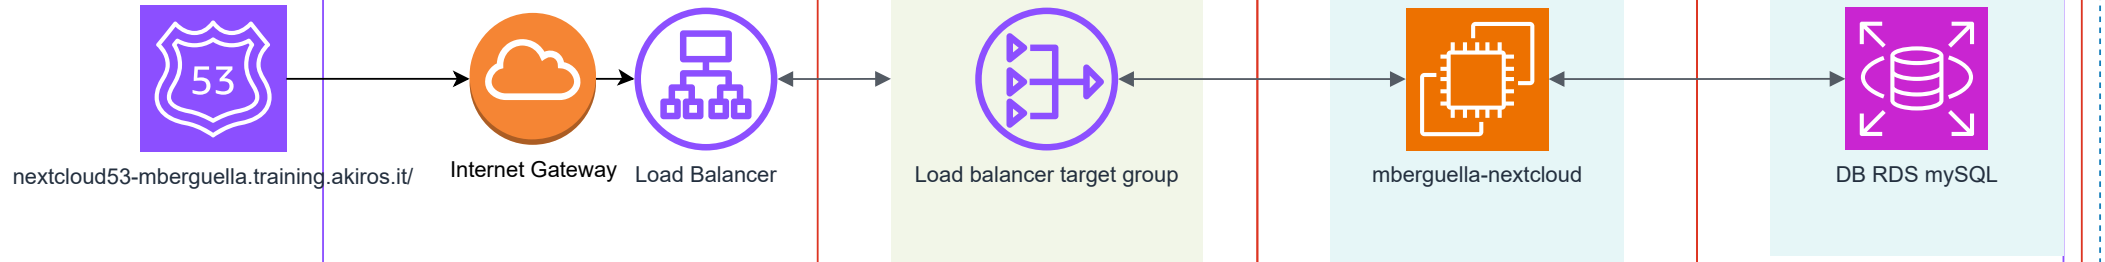 53
nextcloud53-mberguella.training.akiros.it/
Internet Gateway
Load Balancer
Load balancer target group
mberguella-nextcloud
DB RDS mySQL